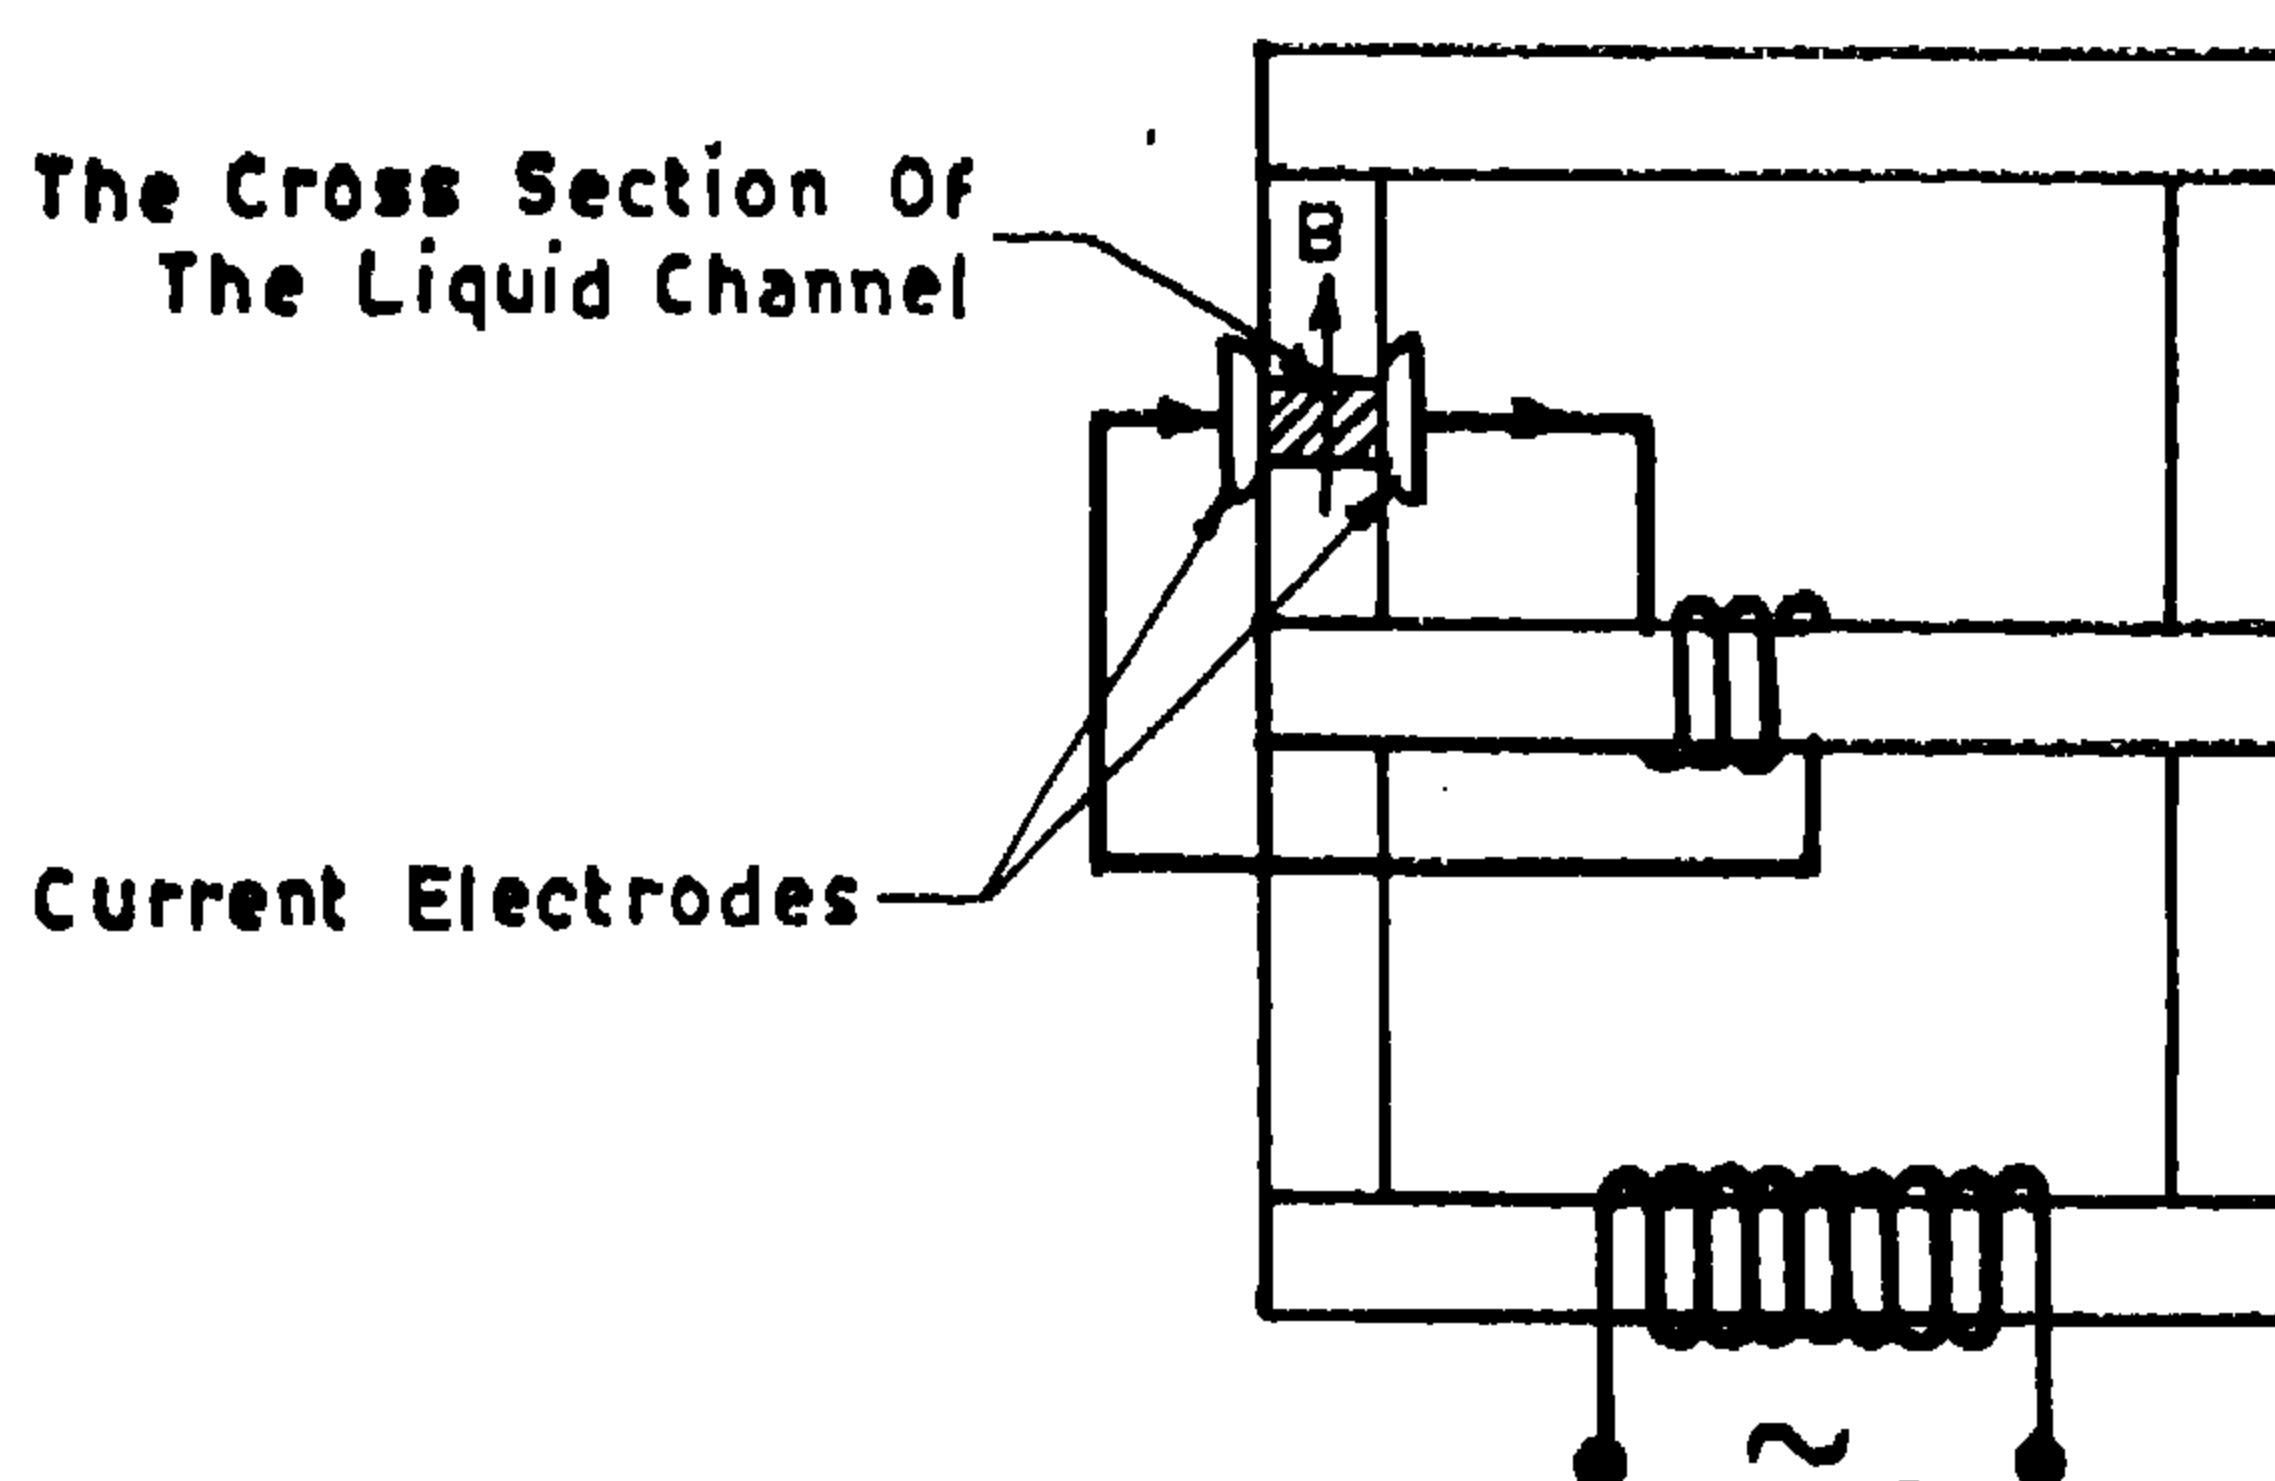 The Cross Section Of
The Liquid Channel
B
Current Electrodes
~